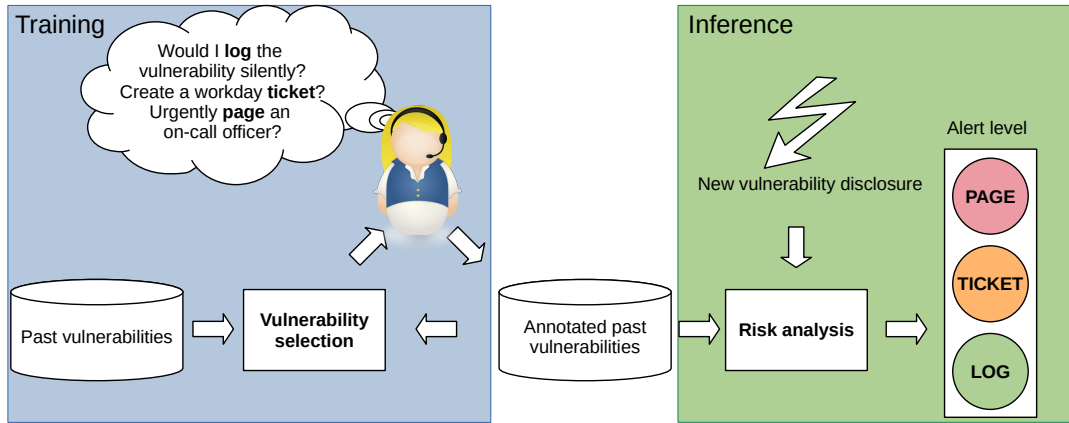 Training
Would I log the
vulnerability silently?
Create a workday ticket?
Urgently page an
on-call officer?
Past vulnerabilities
Vulnerability
selection
Annotated past
vulnerabilities
Inference
New vulnerability disclosure
Risk analysis
Alert level
PAGE
TICKET
LOG